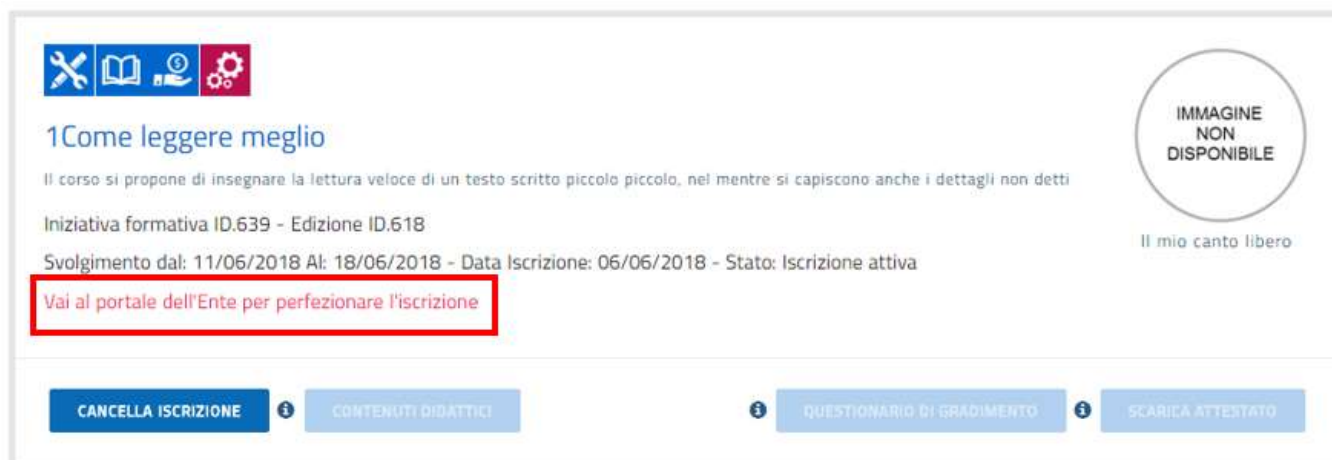 1Come leggere meglio
Il corso si propone di insegnare la lettura veloce di un testo scritto piccolo piccolo, nel mentre si capiscono anche i dettagli non detti
Iniziativa formativa ID.639 - Edizione ID.618
Svolgimento dal: 11/06/2018 Al: 18/06/2018 - Data Iscrizione: 06/06/2018 - Stato: Iscrizione attiva
Vai al portale dell'Ente per perfezionare l'iscrizione
IMMAGINE
NON
DISPONIBILE
Il mio canto libero
CANCELLA ISCRIZIONE
CONTENUTI DIDATTICI
QUESTIONARIO DI GRADIMENTO
SCARICA ATTESTATO